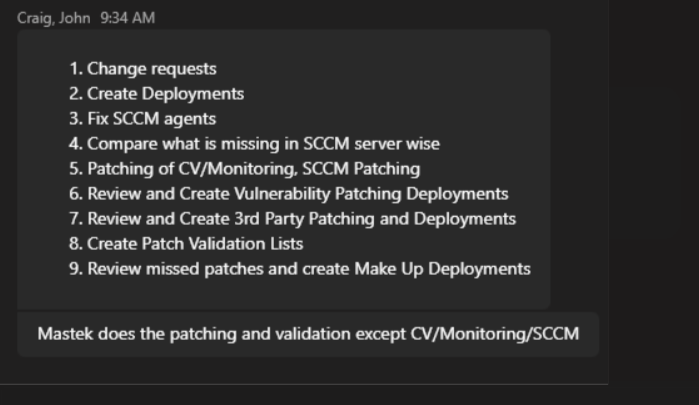 Craig, John 9:34 AM
1. Change requests
2. Create Deployments
3. Fix SCCM agents
4. Compare what is missing in SCCM server wise
5. Patching of CV/Monitoring, SCCM Patching
6. Review and Create Vulnerability Patching Deployments
7. Review and Create 3rd Party Patching and Deployments
8. Create Patch Validation Lists
9. Review missed patches and create Make Up Deployments
Mastek does the patching and validation except CV/Monitoring/SCCM